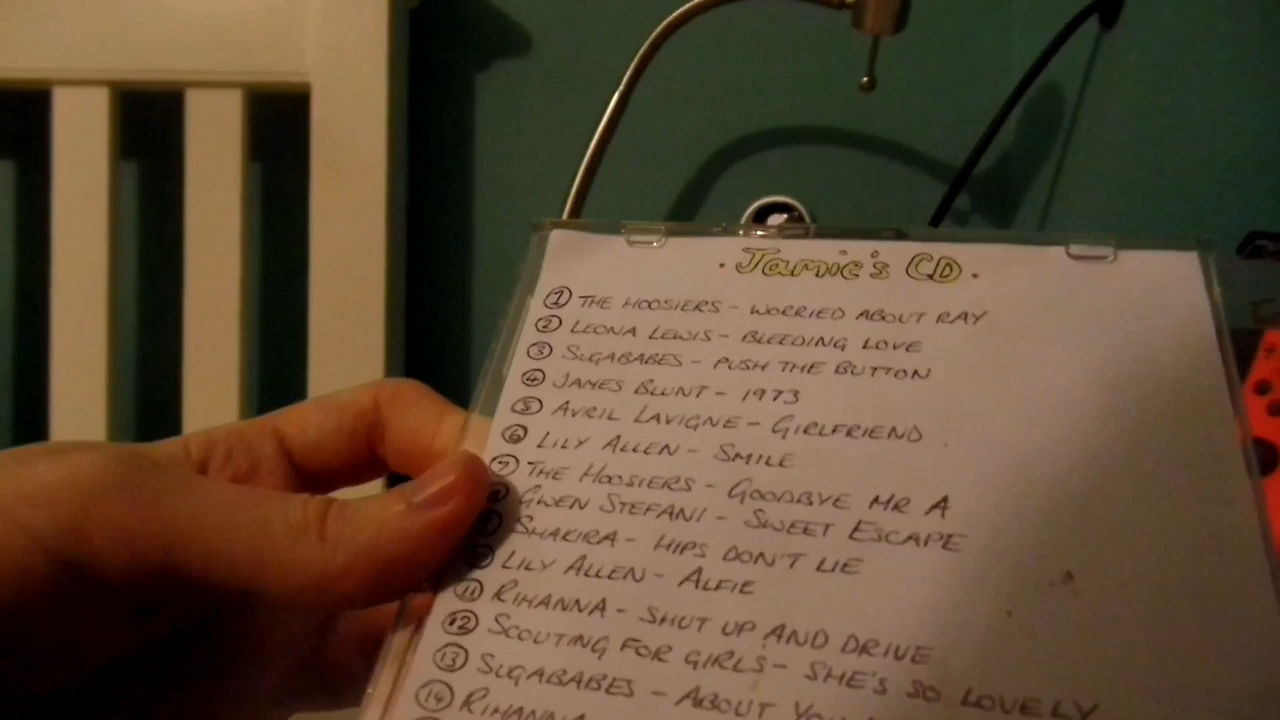 Jamie's CD
① THE HOOSIERS - WORRIED ABOUT RAY
② LEONA LEWIS - BLEEDING LOVE
③ SUGABABES - PUSH THE BUTTON
④ JAMES BLUNT - 1973
⑤ AVRIL LAVIGNE - GIRLFRIEND
⑥ LILY ALLEN - SMILE
⑦ THE HOOSIERS - GOODBYE MR A
GWEN STEFANI - SWEET ESCAPE
SHAKIRA - HIPS DON'T LIE
LILY ALLEN - ALFIE
⑪ RIHANNA - SHUT UP AND DRIVE
⑫ SCOUTING FOR GIRLS - SHE'S SO LOVELY
⑬ SUGABABES - ABOUT YOU
⑭ RIHANNA